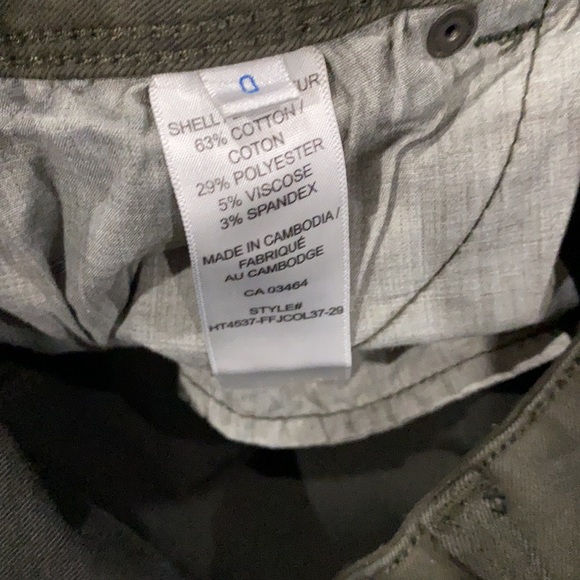 D
SHELL
63% COTTON /
COTON
29% POLYESTER
5% VISCOSE
3% SPANDEX
MADE IN CAMBODIA /
FABRIQUÉ
AU CAMBODGE
CA 03464
STYLE#
HT4537-FFJCOL37-29